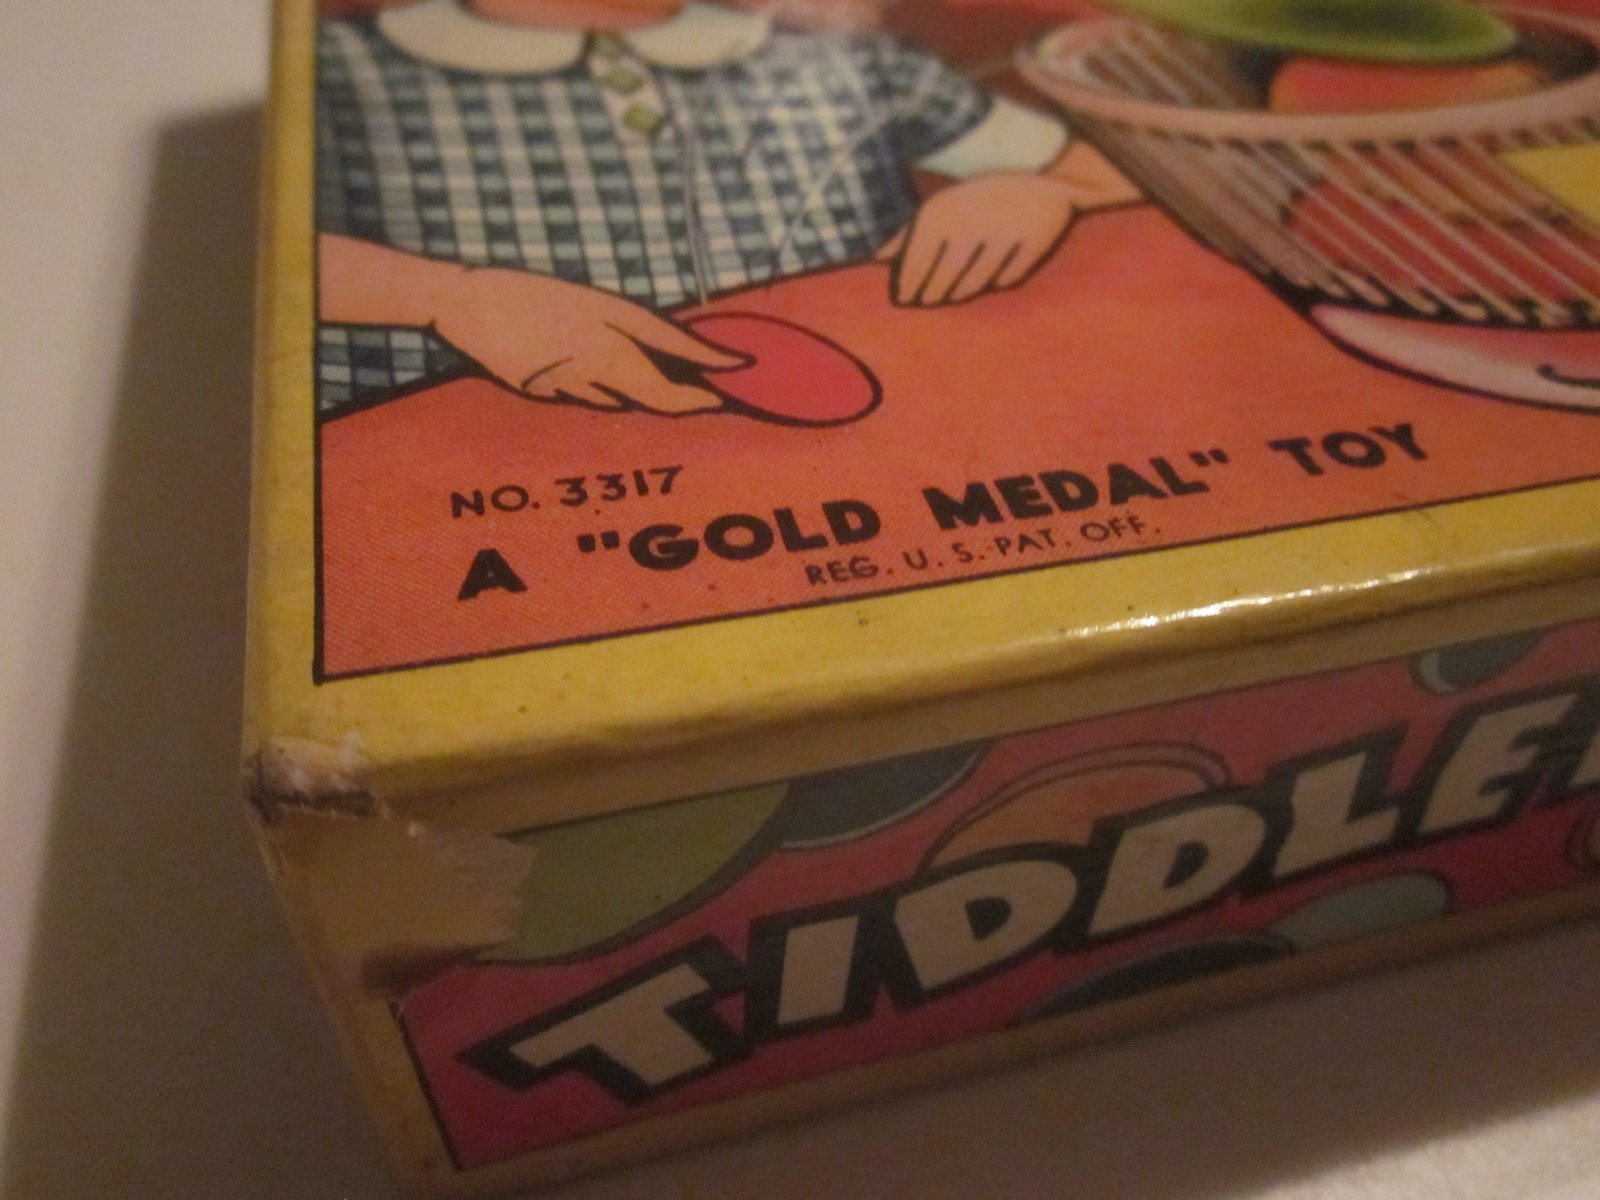 NO. 3317
A "GOLD MEDAL" TOY
REG. U. S. PAT. OFF.
TIDDLE